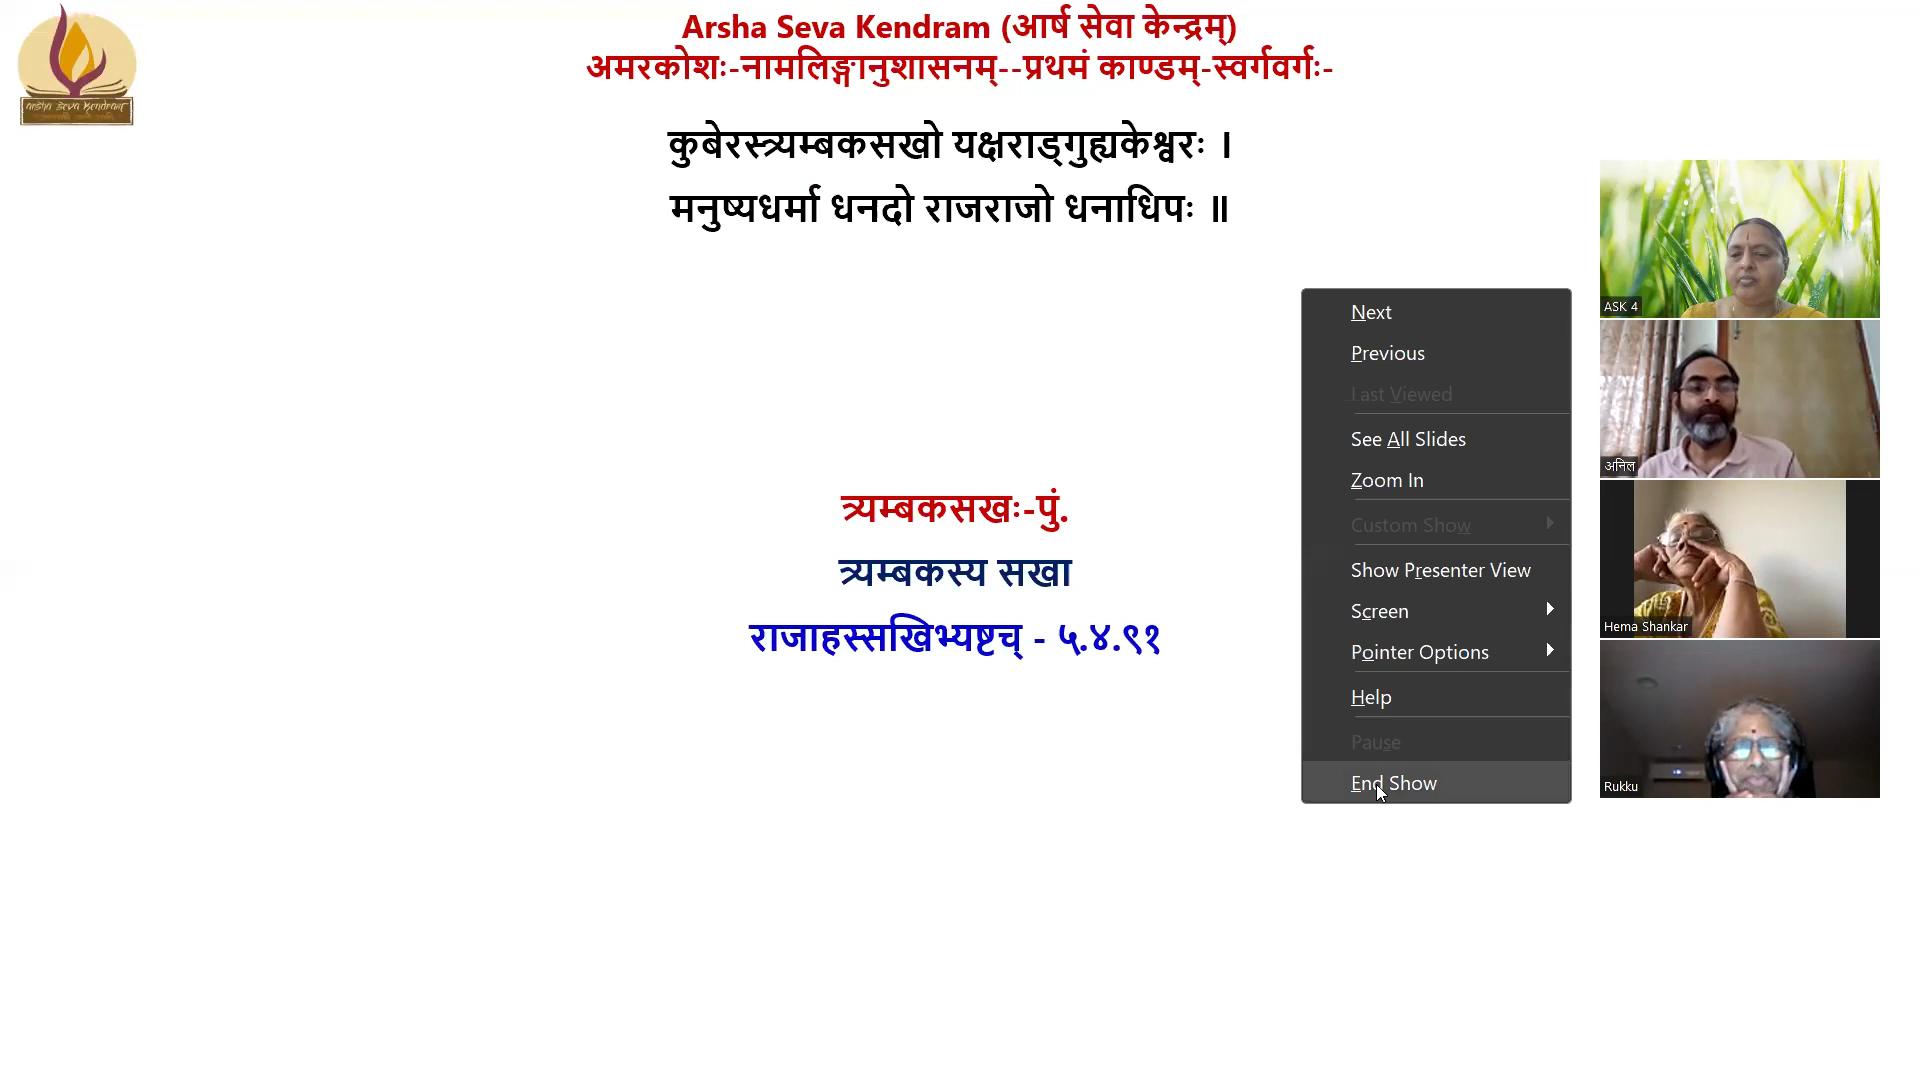 Arsha Seva Kendram (आर्ष सेवा केन्द्रम्)
अमरकोशः-नामलिङ्गानुशासनम्--प्रथमं काण्डम्-स्वर्गवर्गः-
arsha seva kendram
कुबेरस्त्र्यम्बकसखो यक्षराड्गुह्यकेश्वरः ।
मनुष्यधर्मा धनदो राजराजो धनाधिपः ॥
त्र्यम्बकसखः-पुं.
त्र्यम्बकस्य सखा
राजाहस्सखिभ्यष्टच् - ५.४.९१
Next
Previous
Last Viewed
See All Slides
Zoom In
Custom Show
Show Presenter View
Screen
Pointer Options
Help
Pause
End Show
ASK 4
अनिल
Hema Shankar
Rukku